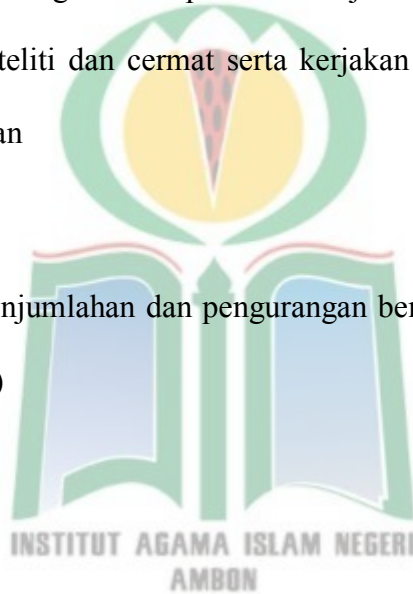 teliti dan cermat serta kerjakan
an
njumlahan dan pengurangan ber
)
INSTITUT AGAMA ISLAM NEGERI
AMBON